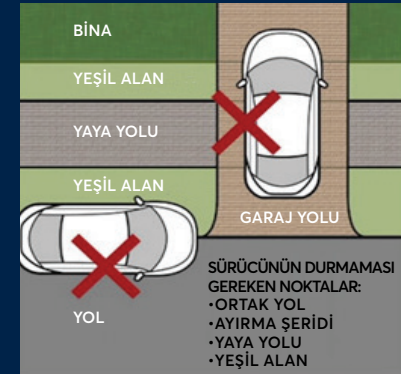 BİNA
YEŞİL ALAN
YAYA YOLU
YEŞİL ALAN
GARAJ YOLU
YOL
SÜRÜCÜNÜN DURMAMASI
GEREKEN NOKTALAR:
•ORTAK YOL
•AYIRMA ŞERİDİ
•YAYA YOLU
•YEŞİL ALAN